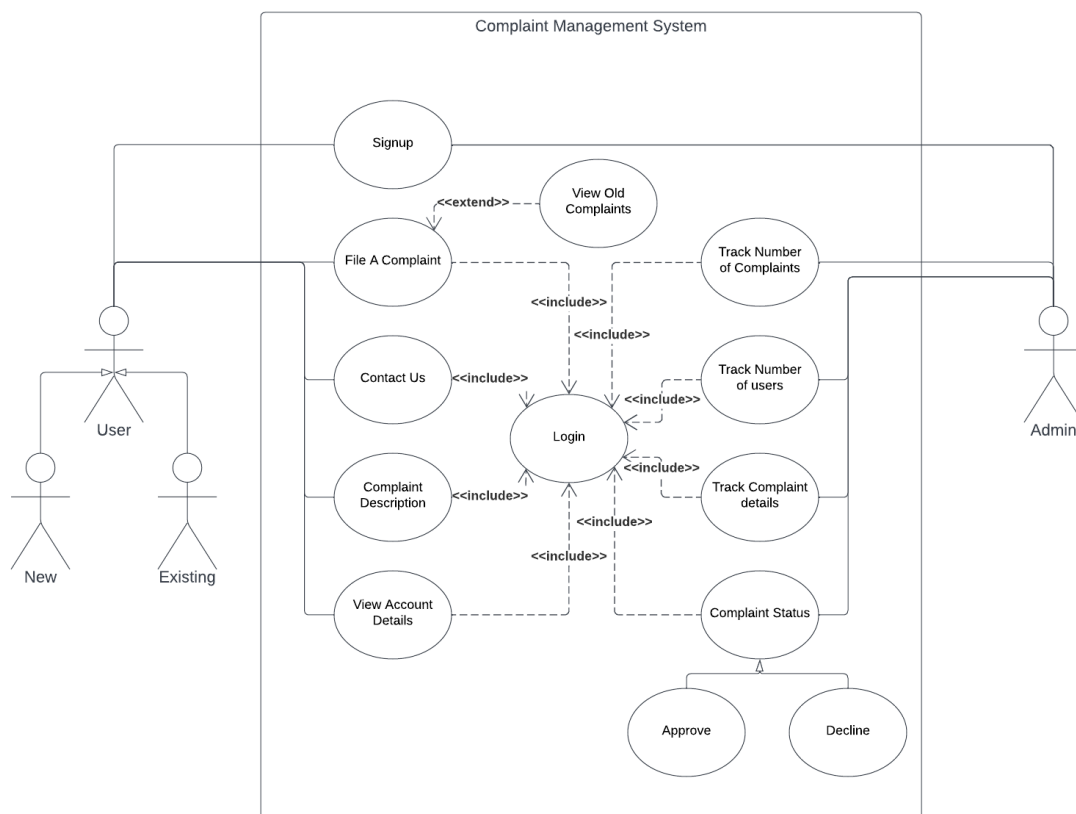 Complaint Management System
Signup
View Old
Complaints
<<extend>>
File A Complaint
Track Number
of Complaints
<<include>>
<<include>>
Contact Us
<<include>>
Track Number
of users
<<include>>
User
Admin
Login
<<include>>
Complaint
Description
<<include>>
Track Complaint
details
<<include>>
<<include>>
New
Existing
View Account
Details
Complaint Status
Approve
Decline